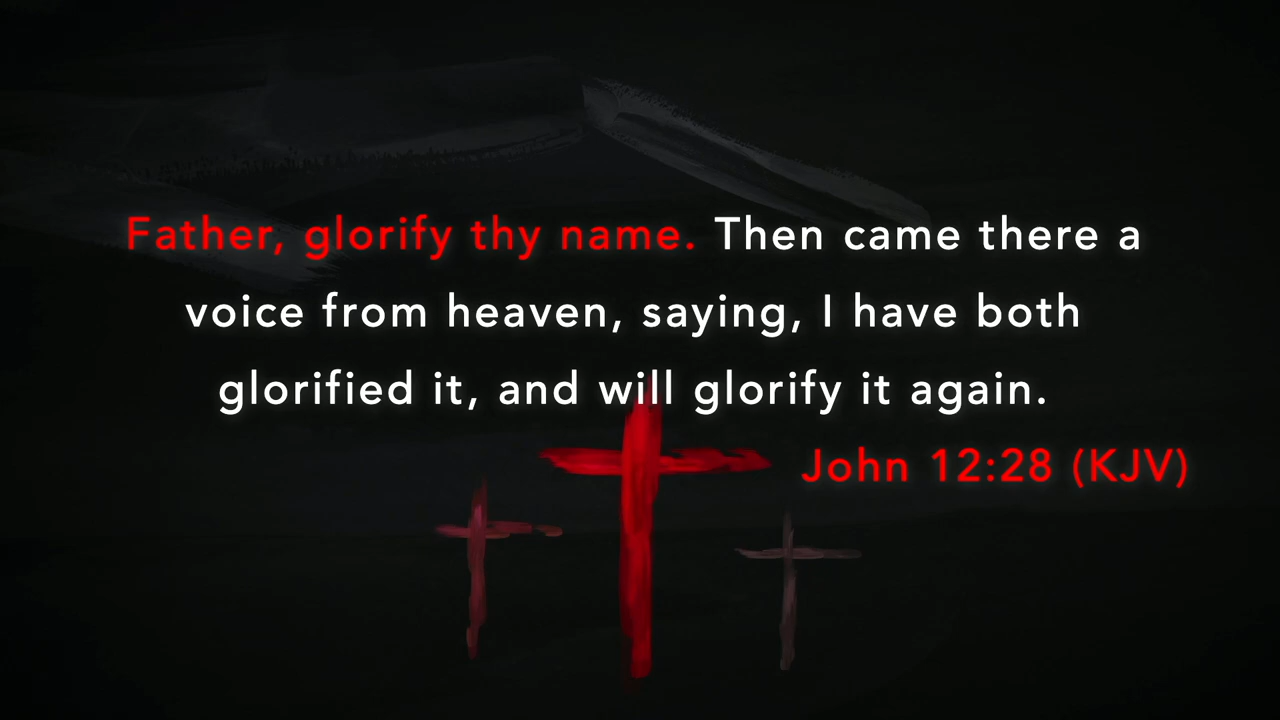 Father, glorify thy name. Then came there a
voice from heaven, saying, I have both
glorified it, and will glorify it again.
John 12:28 (KJV)